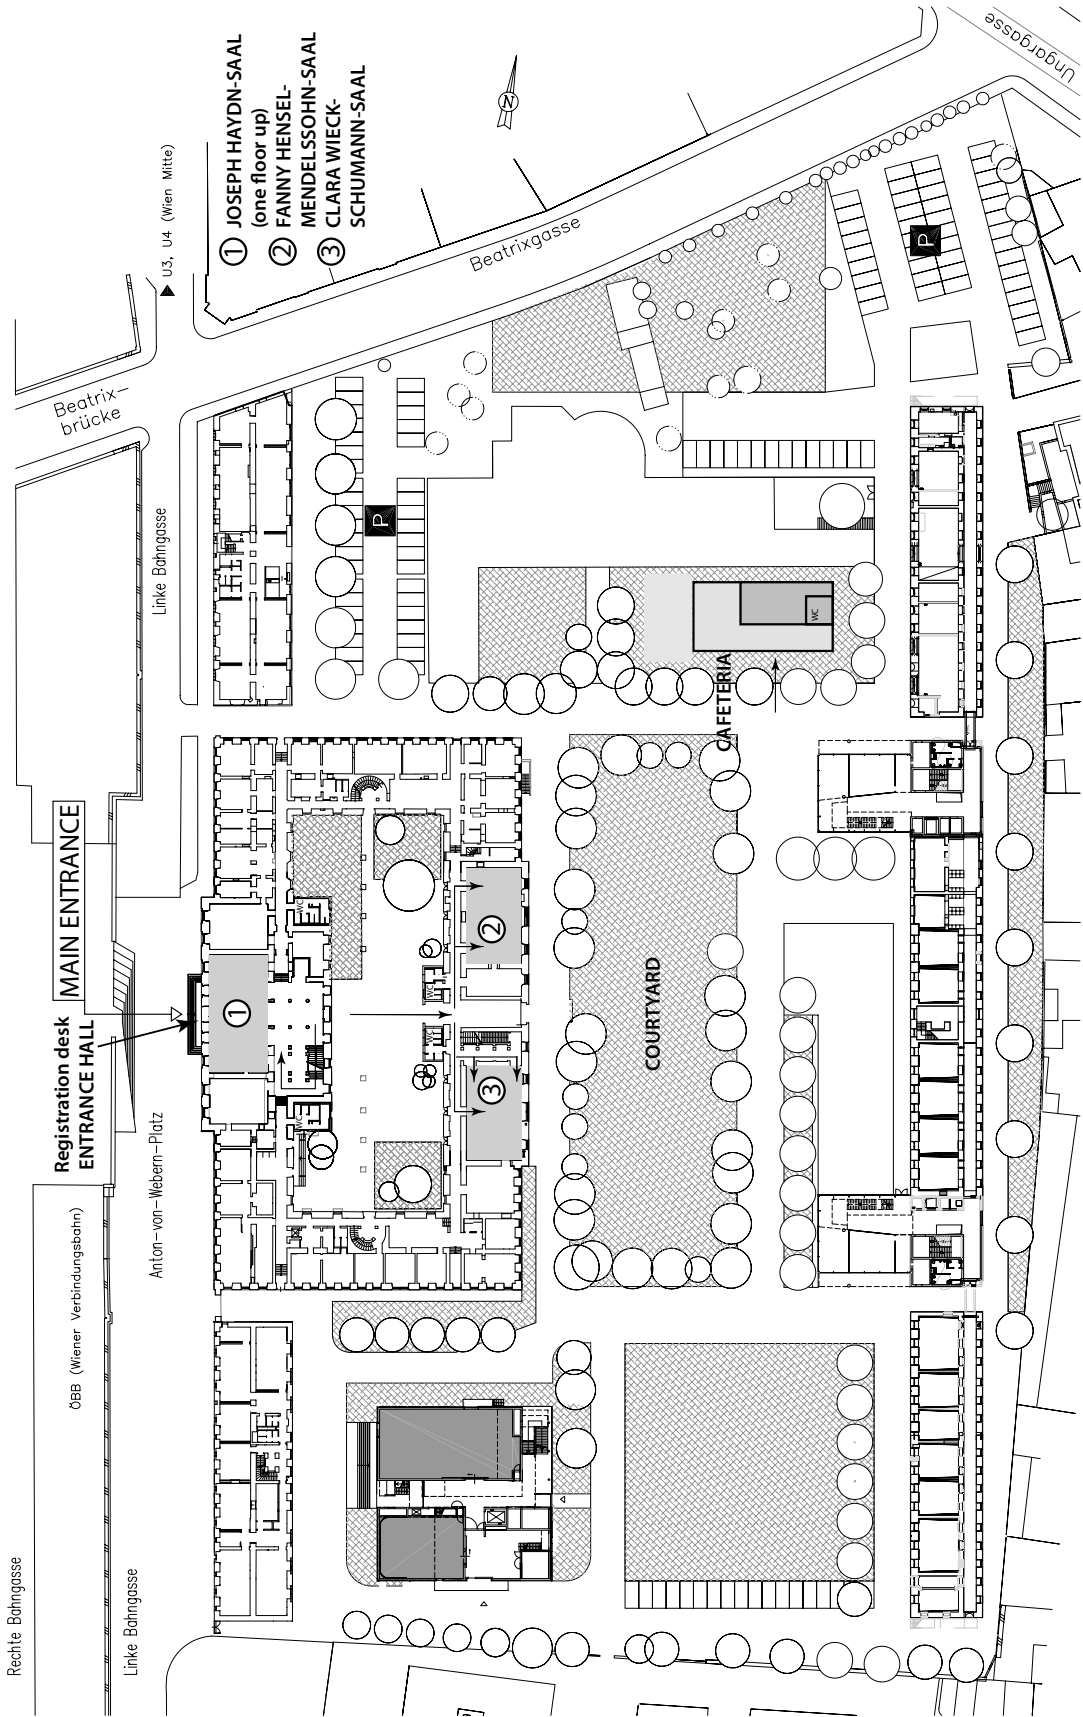 ① JOSEPH HAYDN-SAAL
(one floor up)
② FANNY HENSEL-
MENDELSSOHN-SAAL
③ CLARA WIECK-
SCHUMANN-SAAL
U3, U4 (Wien Mitte)
N
Ungargasse
Beatrixgasse
Beatrix-
brücke
Linke Bahngasse
P
P
MAIN ENTRANCE
Registration desk
ENTRANCE HALL
Anton-von-Webern-Platz
ÖBB (Wiener Verbindungsbahn)
Rechte Bahngasse
Linke Bahngasse
①
②
③
WC
WC
WC
WC
WC
CAFETERIA
COURTYARD